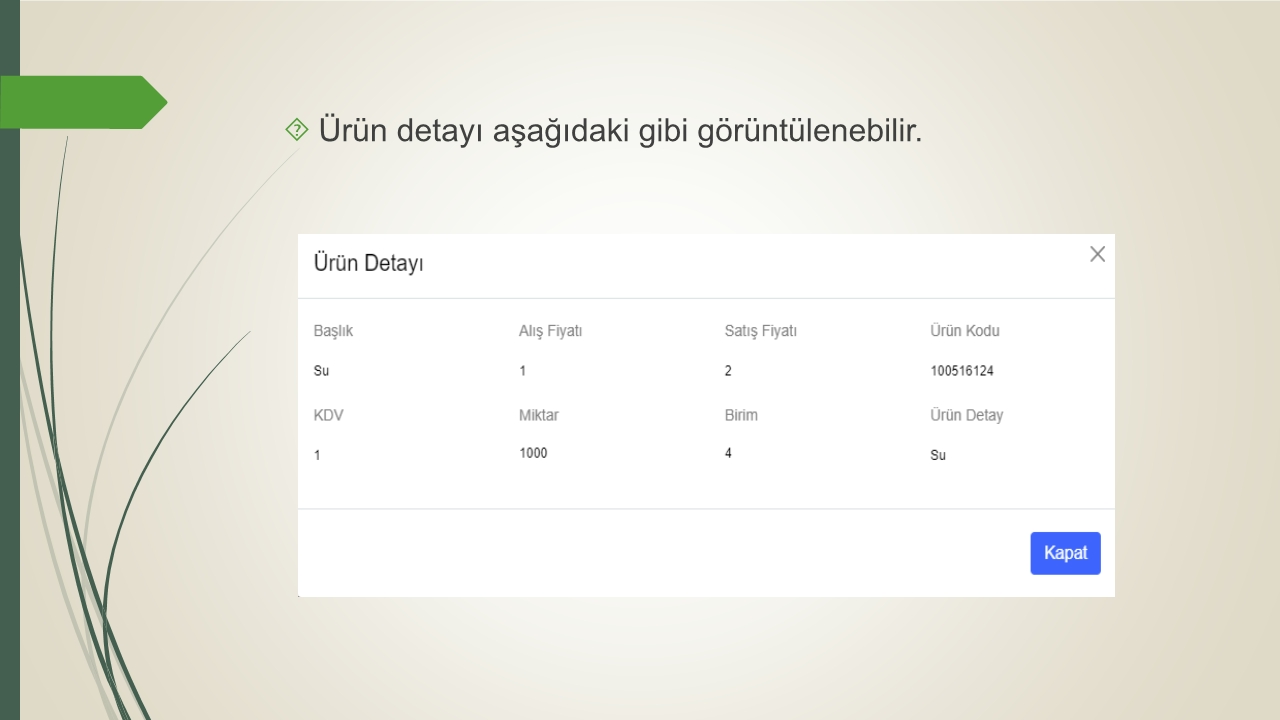 Ürün detayı aşağıdaki gibi görüntülenebilir.
Ürün Detayı
Başlık Alış Fiyatı Satış Fiyatı Ürün Kodu
Su 1 2 100516124
KDV Miktar Birim Ürün Detay
1 1000 4 Su
Kapat